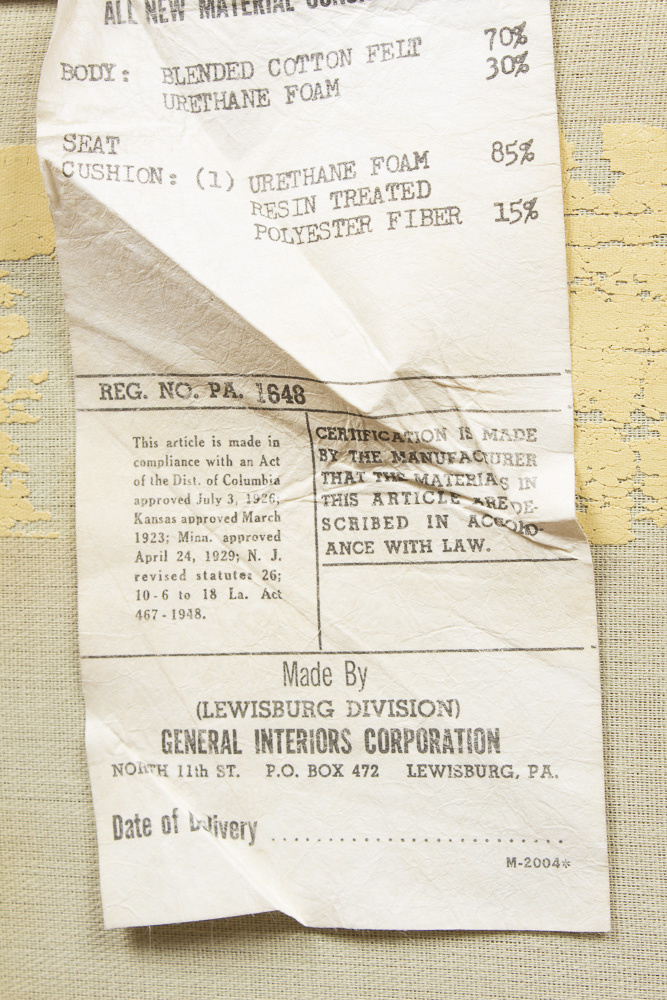 ALL NEW MATERIAL
BODY: BLENDED COTTON FELT 70%
URETHANE FOAM 30%
SEAT
CUSHION: (1) URETHANE FOAM 85%
RESIN TREATED
POLYESTER FIBER 15%
REG. NO. PA. 1648
This article is made in
compliance with an Act
of the Dist. of Columbia
approved July 3, 1926,
Kansas approved March
1923; Minn. approved
April 24, 1929; N. J.
revised statutes 26;
10-6 to 18 La. Act
467-1948.
CERTIFICATION IS MADE
BY THE MANUFACTURER
THAT THE MATERIALS IN
THIS ARTICLE ARE DE-
SCRIBED IN ACCORD-
ANCE WITH LAW.
Made By
(LEWISBURG DIVISION)
GENERAL INTERIORS CORPORATION
NORTH 11th ST. P.O. BOX 472 LEWISBURG, PA.
Date of Delivery ..............................
M-2004*